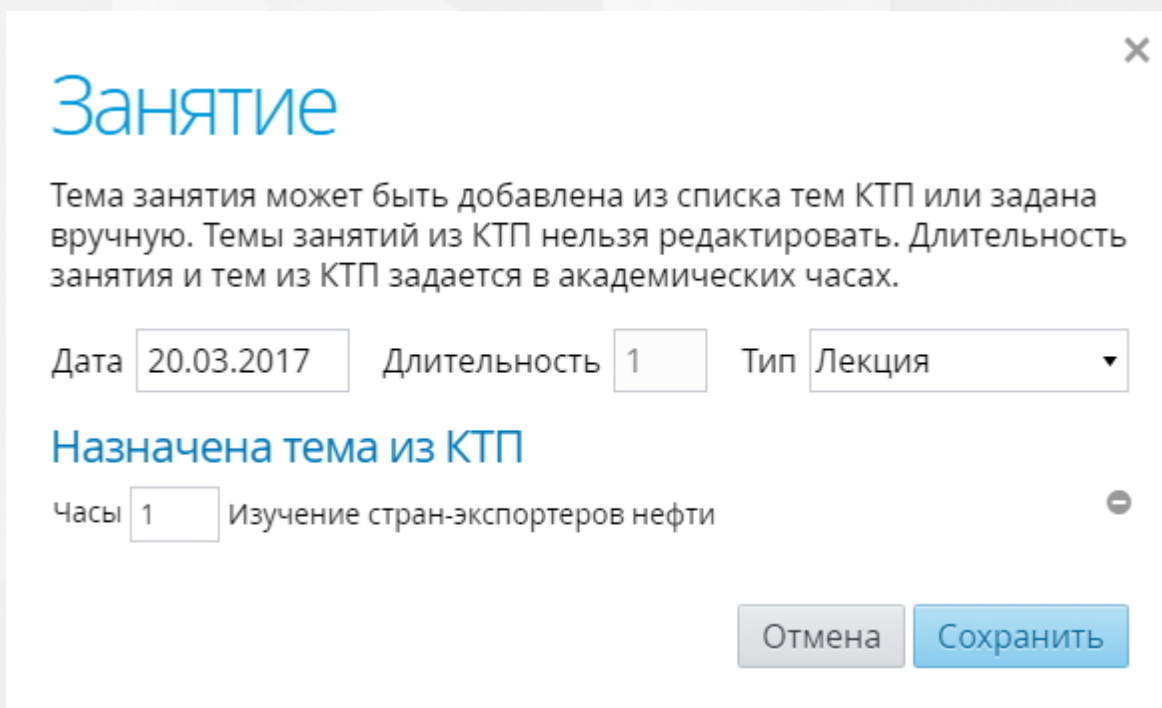 Занятие
Тема занятия может быть добавлена из списка тем КТП или задана
вручную. Темы занятий из КТП нельзя редактировать. Длительность
занятия и тем из КТП задается в академических часах.
Дата 20.03.2017 Длительность 1 Тип Лекция
Назначена тема из КТП
Часы 1 Изучение стран-экспортеров нефти
Отмена Сохранить